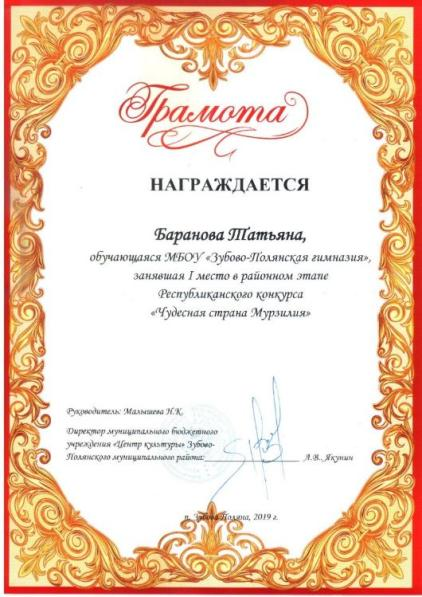 Грамота
НАГРАЖДАЕТСЯ
Баранова Татьяна,
обучающаяся МБОУ «Зубово-Полянская гимназия»,
занявшая I место в районном этапе
Республиканского конкурса
«Чудесная страна Мурзилия»
Руководитель: Малышева Н.К.
Директор муниципального бюджетного
учреждения «Центр культуры» Зубово-
Полянского муниципального района: А.В. Якунин
п. Зубова Поляна, 2019 г.